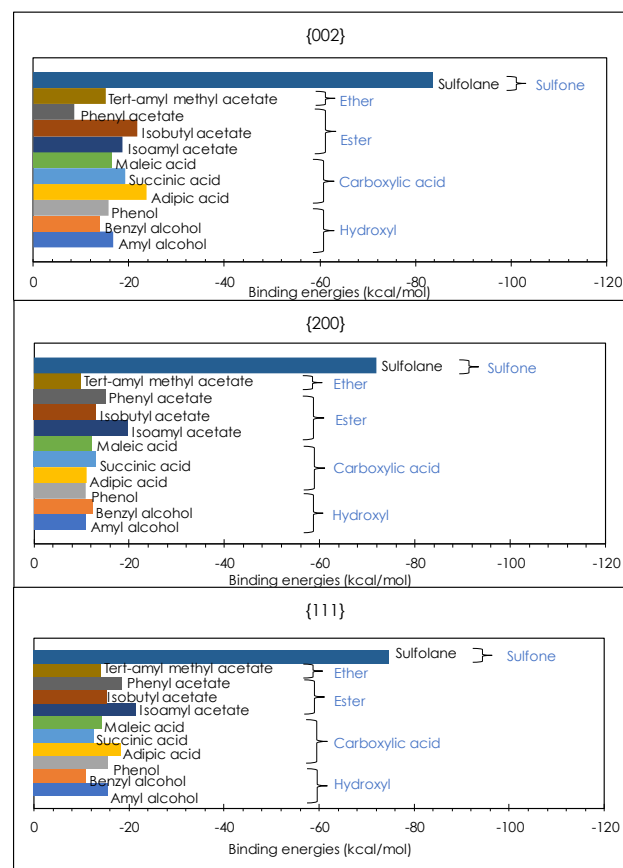 {002}
Sulfolane
Sulfone
Tert-amyl methyl acetate
Ether
Phenyl acetate
Isobutyl acetate
Ester
Isoamyl acetate
Maleic acid
Succinic acid
Carboxylic acid
Adipic acid
Phenol
Benzyl alcohol
Hydroxyl
Amyl alcohol
0 -20 -40 -60 -80 -100 -120
Binding energies (kcal/mol)
{200}
Sulfolane
Sulfone
Tert-amyl methyl acetate
Ether
Phenyl acetate
Isobutyl acetate
Ester
Isoamyl acetate
Maleic acid
Succinic acid
Carboxylic acid
Adipic acid
Phenol
Benzyl alcohol
Hydroxyl
Amyl alcohol
0 -20 -40 -60 -80 -100 -120
Binding energies (kcal/mol)
{111}
Sulfolane
Sulfone
Tert-amyl methyl acetate
Ether
Phenyl acetate
Isobutyl acetate
Ester
Isoamyl acetate
Maleic acid
Succinic acid
Carboxylic acid
Adipic acid
Phenol
Benzyl alcohol
Hydroxyl
Amyl alcohol
0 -20 -40 -60 -80 -100 -120
Binding energies (kcal/mol)